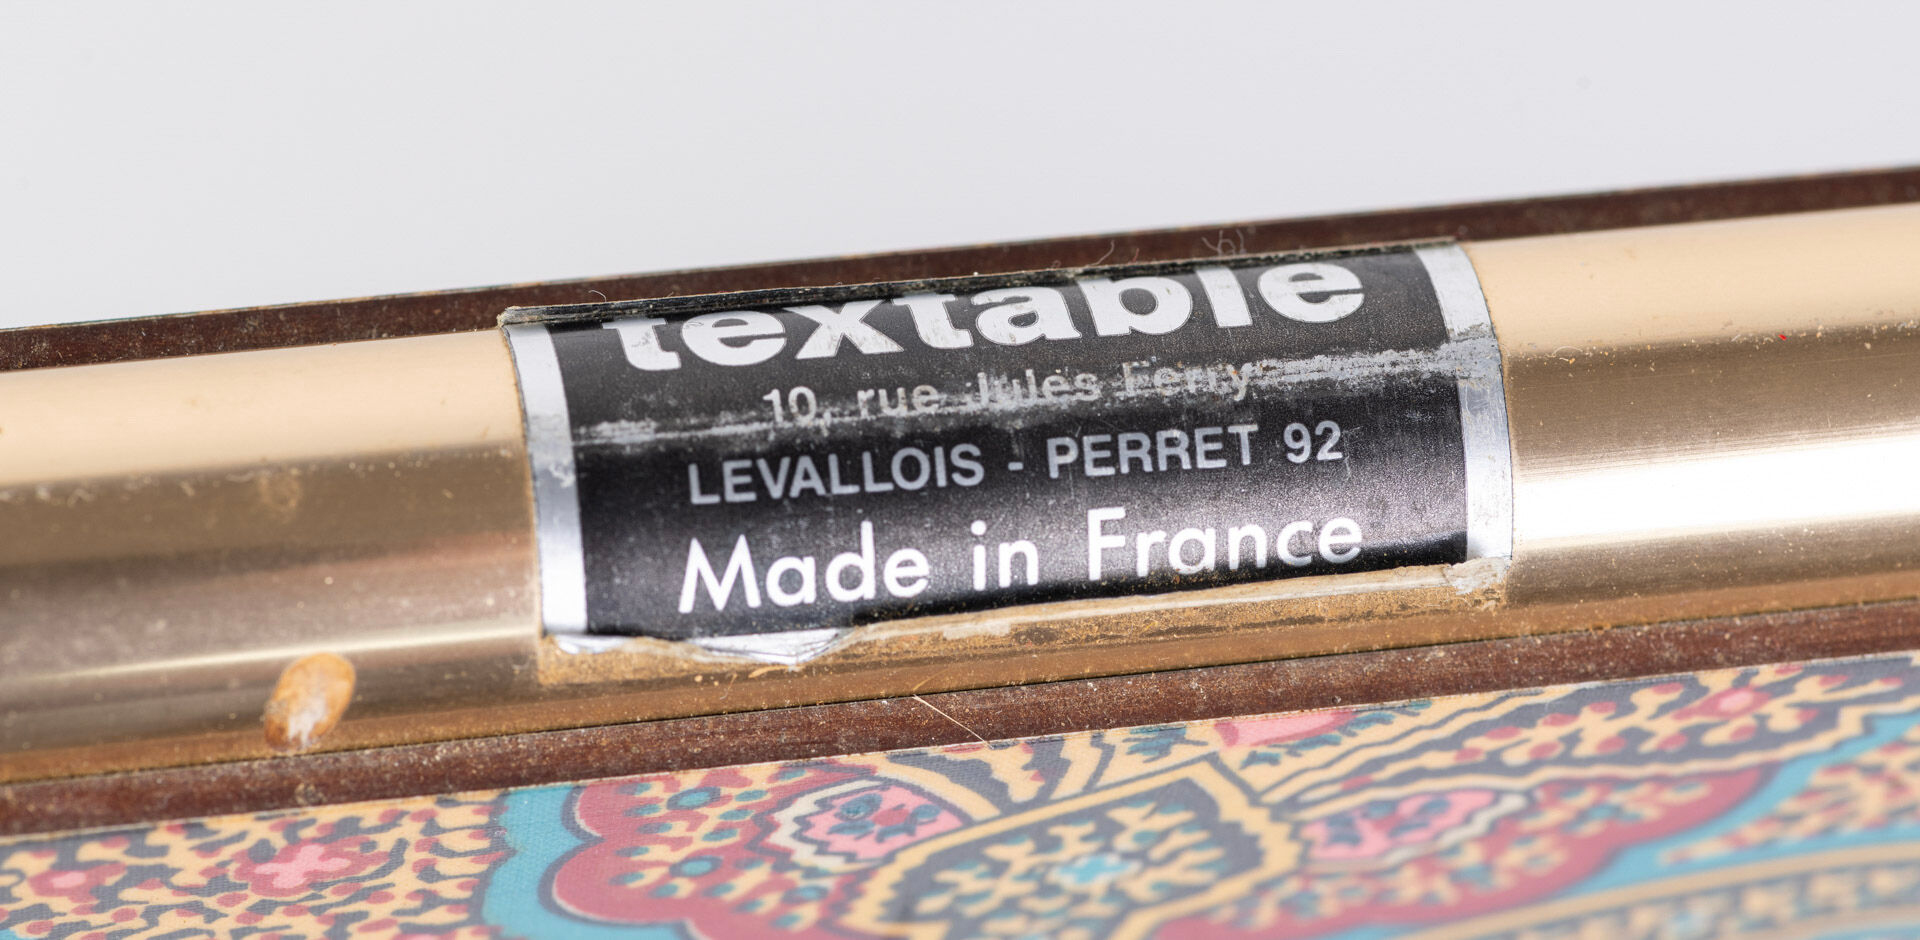 textable
10, rue Jules Ferry
LEVALLOIS - PERRET 92
Made in France